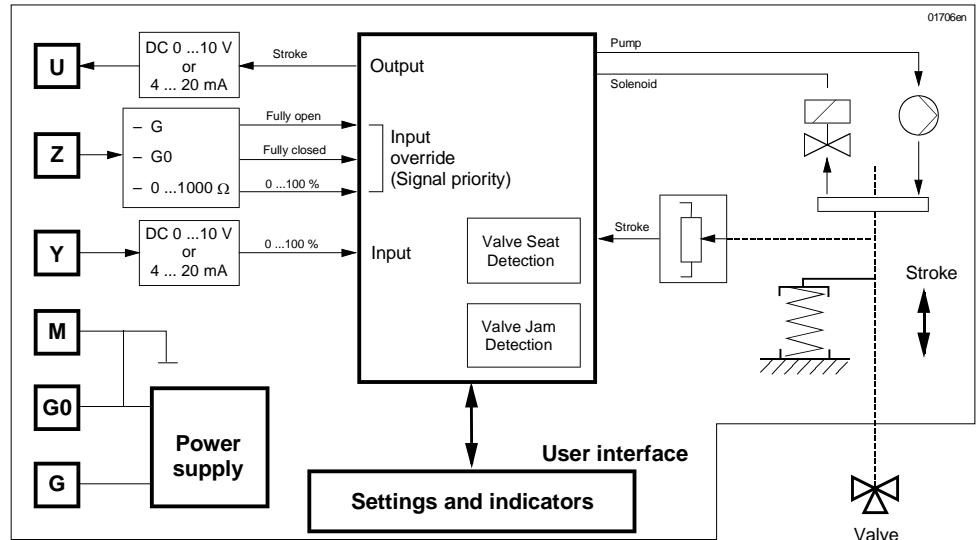 01706en
U
DC 0 ...10 V
or
4 ... 20 mA
Stroke
Output
Pump
Solenoid
Z
– G
– G0
– 0 ...1000 Ω
Fully open
Fully closed
0 ...100 %
Input
override
(Signal priority)
Y
DC 0 ...10 V
or
4 ... 20 mA
0 ...100 %
Input
Valve Seat
Detection
Valve Jam
Detection
Stroke
Stroke
M
G0
G
Power
supply
User interface
Settings and indicators
Valve